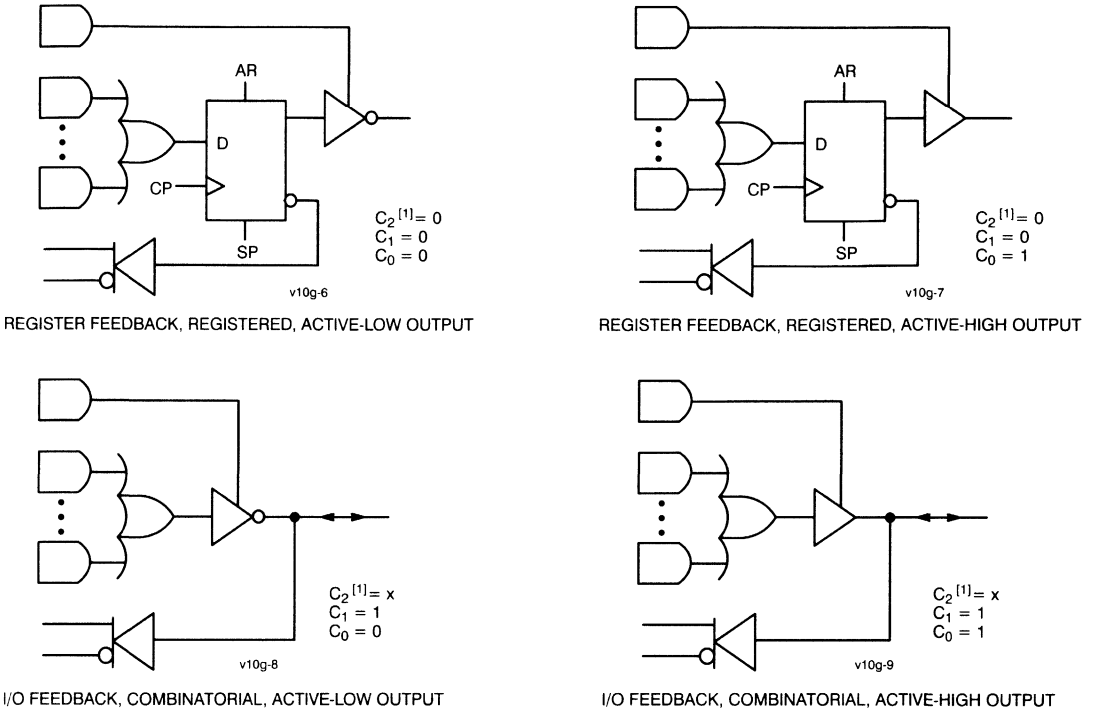 AR
D
CP
SP
C2 [1] = 0
C1 = 0
C0 = 0
v10g-6
REGISTER FEEDBACK, REGISTERED, ACTIVE-LOW OUTPUT
AR
D
CP
SP
C2 [1] = 0
C1 = 0
C0 = 1
v10g-7
REGISTER FEEDBACK, REGISTERED, ACTIVE-HIGH OUTPUT
C2 [1] = x
C1 = 1
C0 = 0
v10g-8
I/O FEEDBACK, COMBINATORIAL, ACTIVE-LOW OUTPUT
C2 [1] = x
C1 = 1
C0 = 1
v10g-9
I/O FEEDBACK, COMBINATORIAL, ACTIVE-HIGH OUTPUT